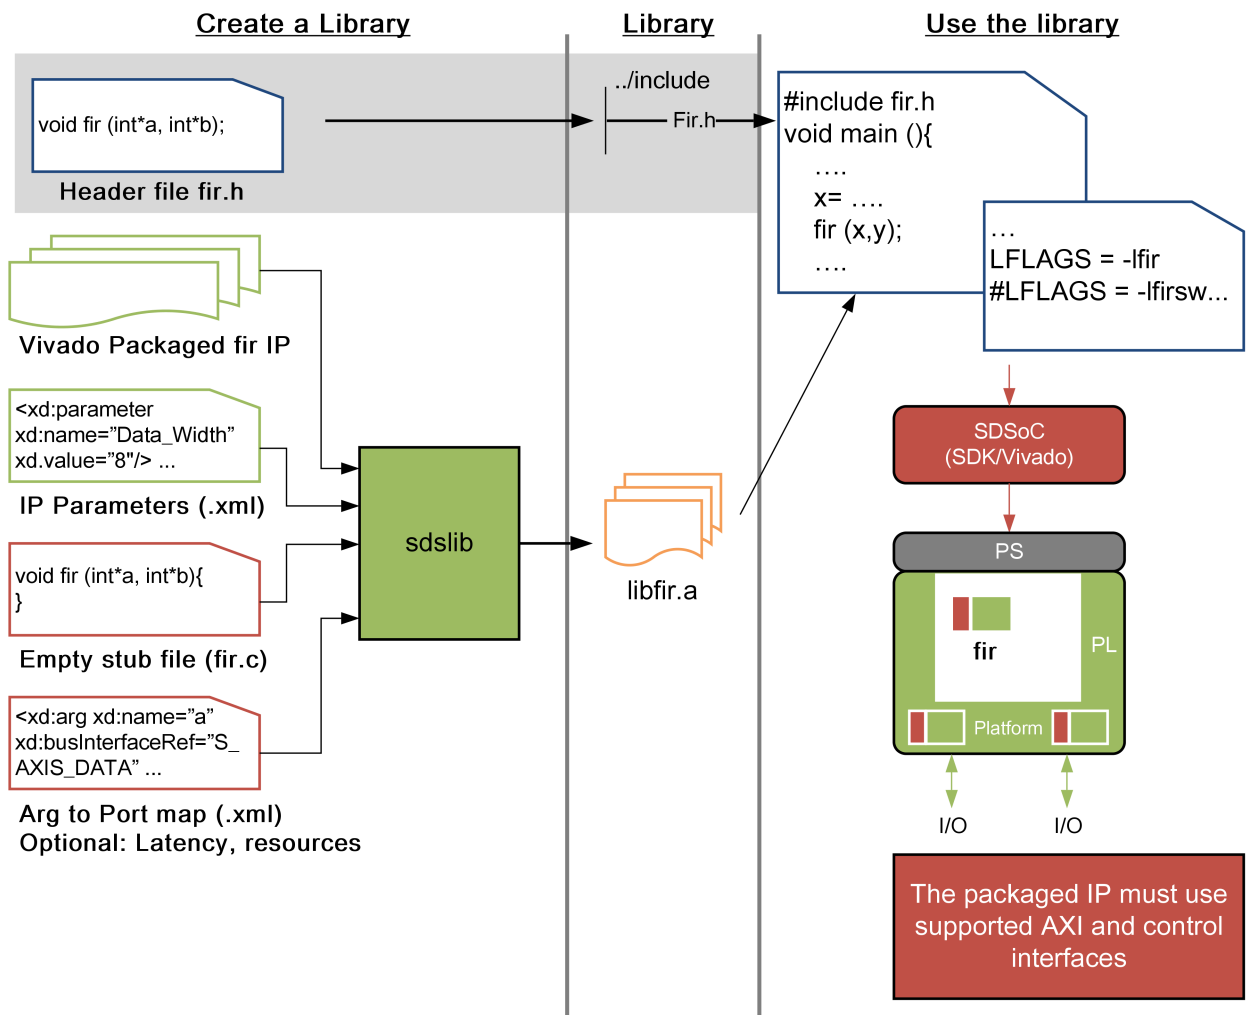 Create a Library
Library
Use the library
void fir (int*a, int*b);
Header file fir.h
../include
Fir.h
#include fir.h
void main (){
....
x= ....
fir (x,y);
....
...
LFLAGS = -lfir
#LFLAGS = -lfirsw...
Vivado Packaged fir IP
<xd:parameter
xd:name=”Data_Width”
xd.value=”8"/> ...
IP Parameters (.xml)
void fir (int*a, int*b){
}
Empty stub file (fir.c)
<xd:arg xd:name=”a”
xd:busInterfaceRef=”S_
AXIS_DATA” ...
Arg to Port map (.xml)
Optional: Latency, resources
sdslib
libfir.a
SDSoC
(SDK/Vivado)
PS
fir
PL
Platform
I/O
I/O
The packaged IP must use
supported AXI and control
interfaces